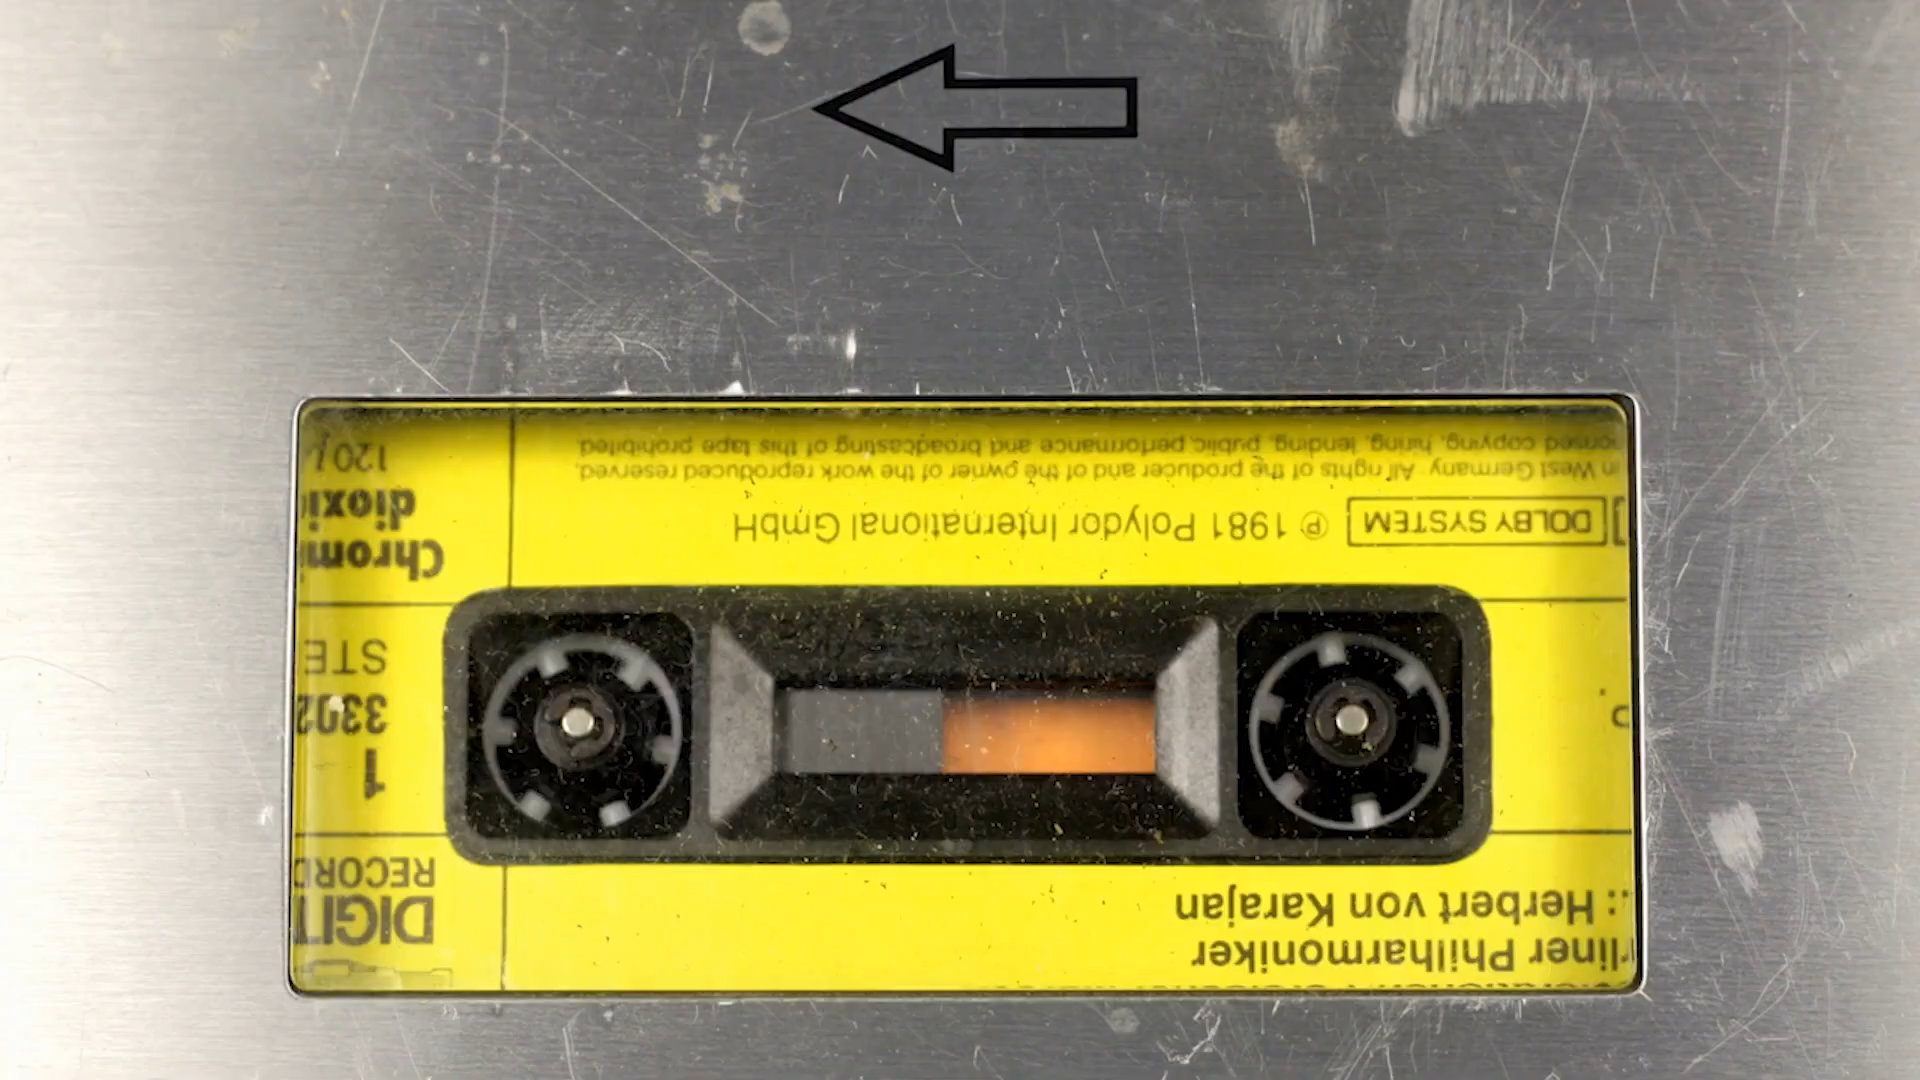 Herbert von Karajan
DIGIT
RECORD
1
3302
STE
Chrom
dioxi
120 μ
DOLBY SYSTEM
℗ 1981 Polydor International GmbH
in West Germany. All rights of the producer and of the owner of the work reproduced reserved.
copying, hiring, lending, public performance and broadcasting of this tape prohibited.